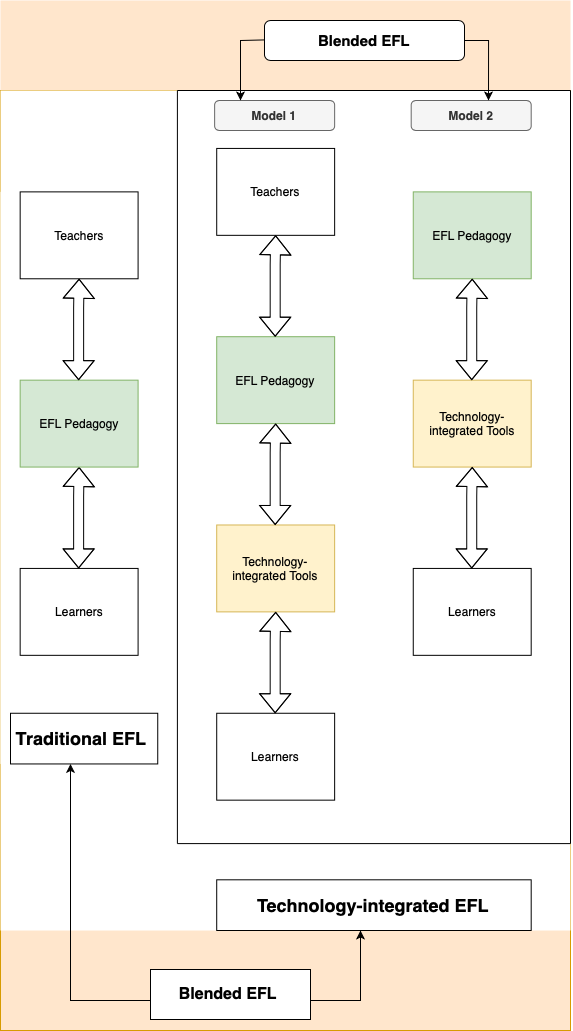 Blended EFL
Model 1
Model 2
Teachers
EFL Pedagogy
Learners
Teachers
EFL Pedagogy
Technology-
integrated Tools
Learners
EFL Pedagogy
Technology-
integrated Tools
Learners
Traditional EFL
Technology-integrated EFL
Blended EFL